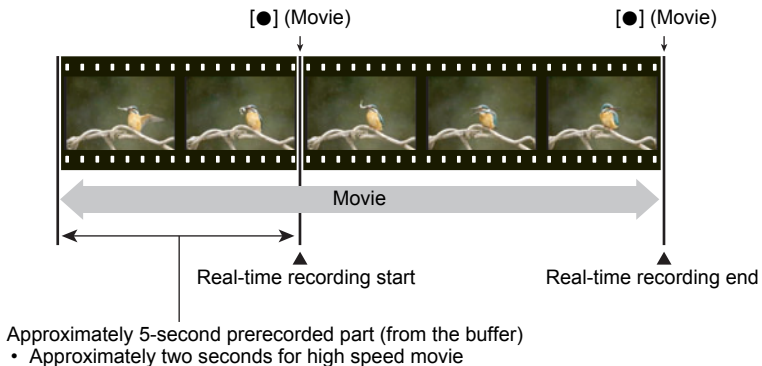 [●] (Movie) [●] (Movie)
Movie
Real-time recording start Real-time recording end
Approximately 5-second prerecorded part (from the buffer)
• Approximately two seconds for high speed movie